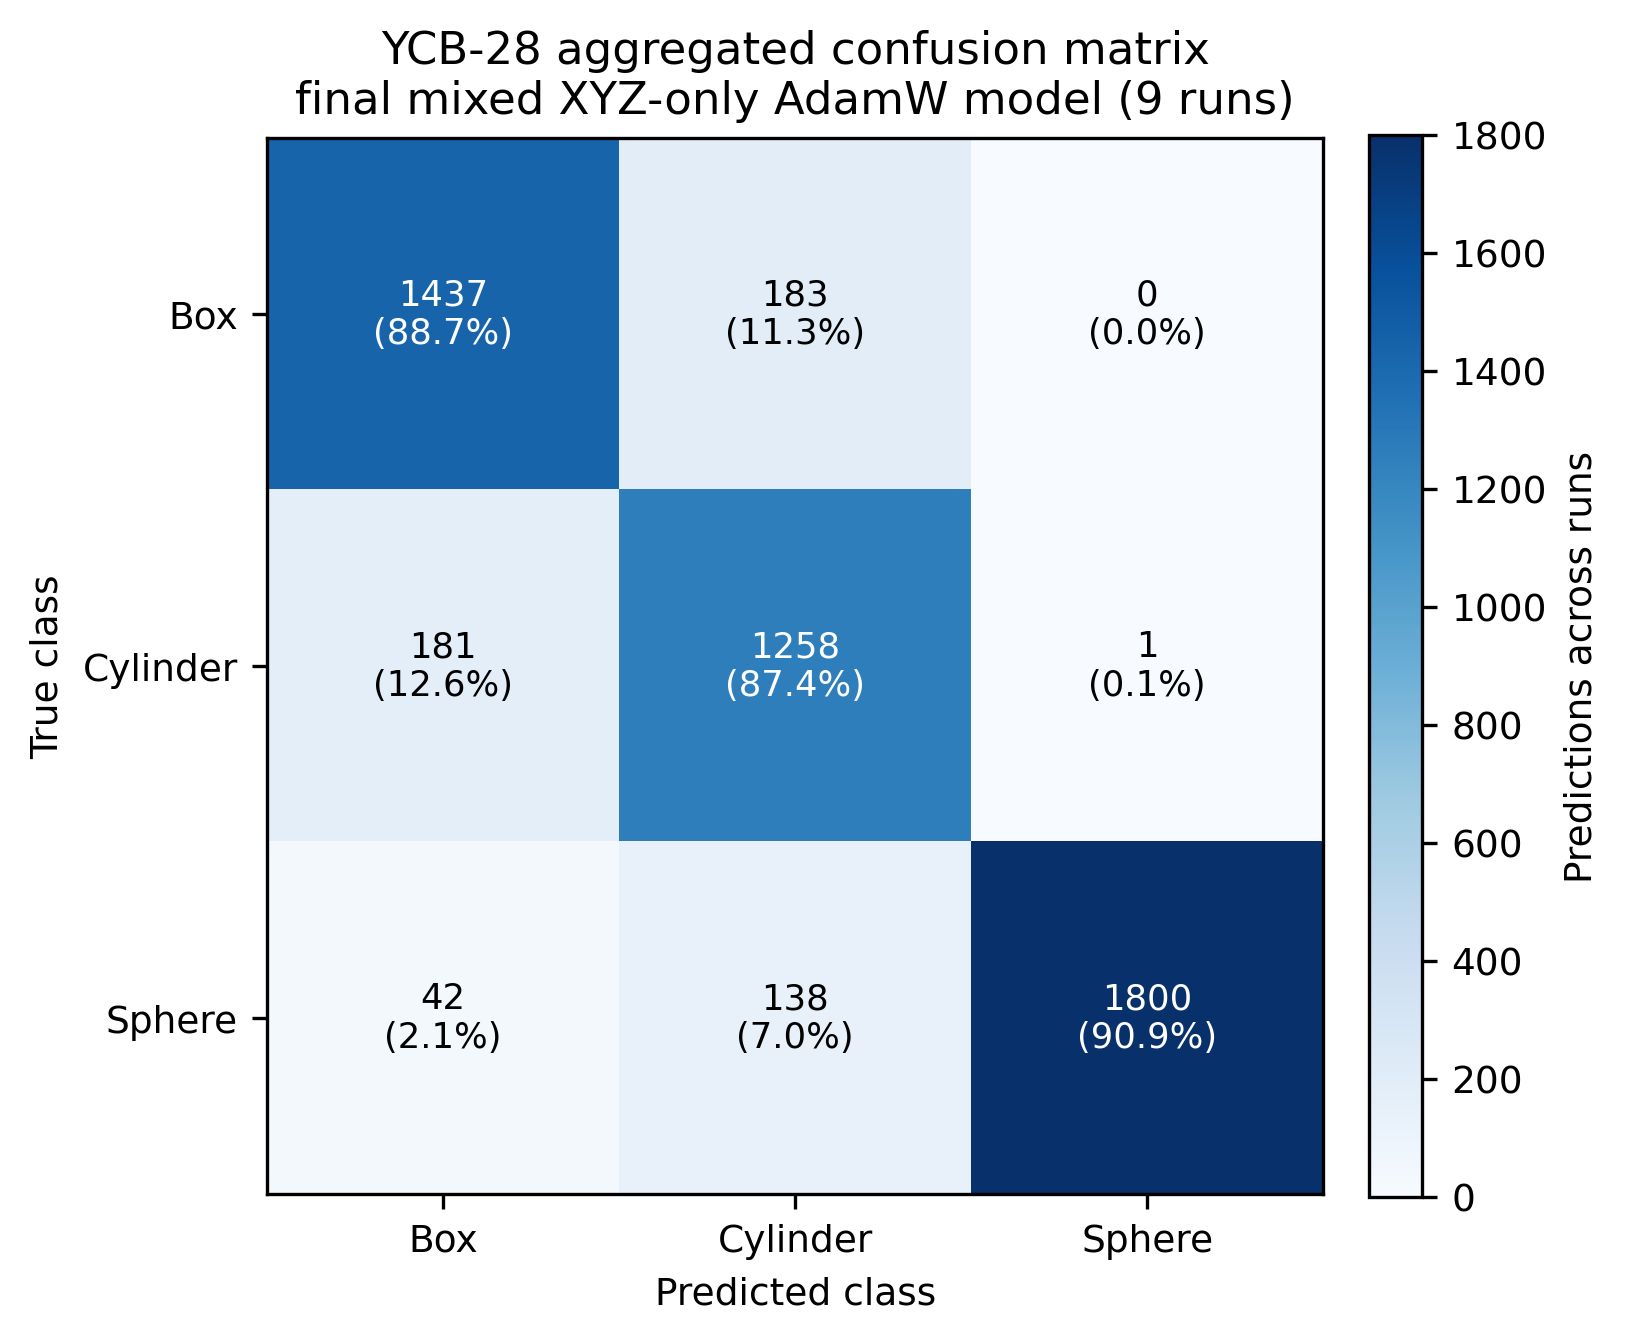 YCB-28 aggregated confusion matrix
final mixed XYZ-only AdamW model (9 runs)
True class
Box
Cylinder
Sphere
1437
(88.7%)
183
(11.3%)
0
(0.0%)
181
(12.6%)
1258
(87.4%)
1
(0.1%)
42
(2.1%)
138
(7.0%)
1800
(90.9%)
Box
Cylinder
Sphere
Predicted class
1800
1600
1400
1200
1000
800
600
400
200
0
Predictions across runs